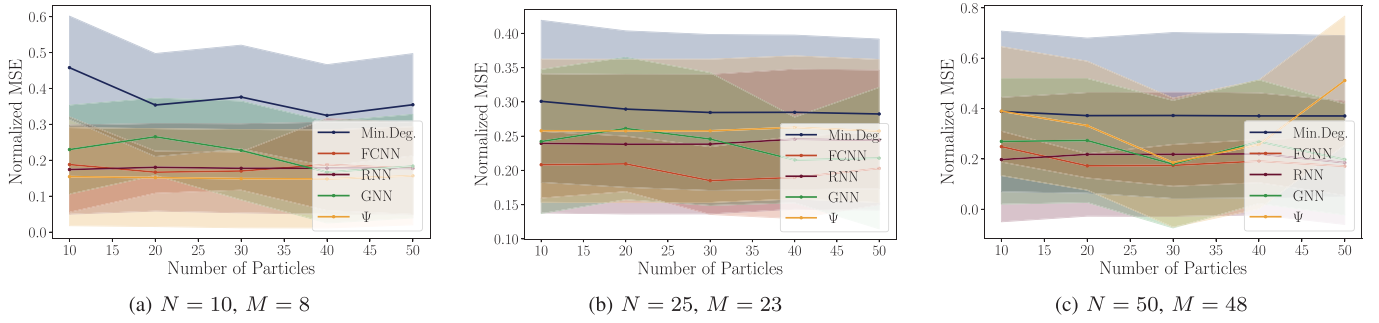 Normalized MSE
0.6
0.5
0.4
0.3
0.2
0.1
0.0
Min.Deg.
FCNN
RNN
GNN
Ψ
10 15 20 25 30 35 40 45 50
Number of Particles
(a) N = 10, M = 8
Normalized MSE
0.40
0.35
0.30
0.25
0.20
0.15
0.10
Min.Deg.
FCNN
RNN
GNN
Ψ
10 15 20 25 30 35 40 45 50
Number of Particles
(b) N = 25, M = 23
Normalized MSE
0.8
0.6
0.4
0.2
0.0
Min.Deg.
FCNN
RNN
GNN
Ψ
10 15 20 25 30 35 40 45 50
Number of Particles
(c) N = 50, M = 48